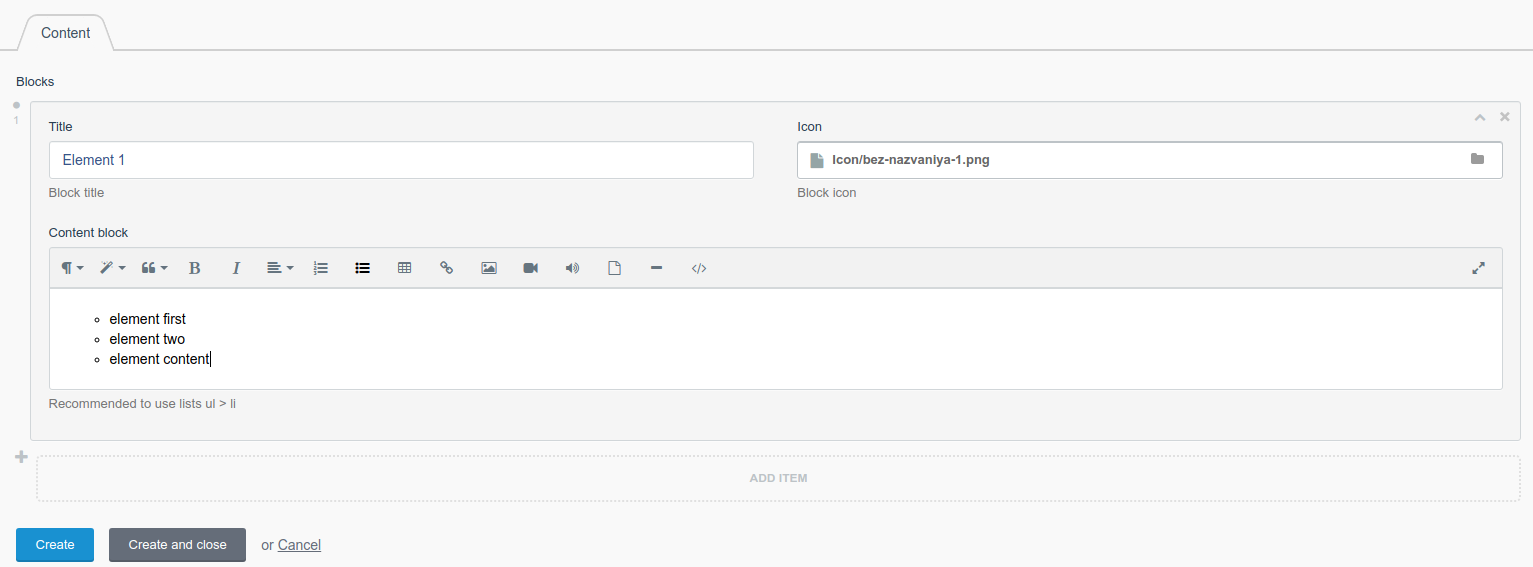 Content
Blocks
1
Title
Icon
Element 1
Icon/bez-nazvaniya-1.png
Block title
Block icon
Content block
element first
element two
element content
Recommended to use lists ul > li
ADD ITEM
Create
Create and close
or Cancel